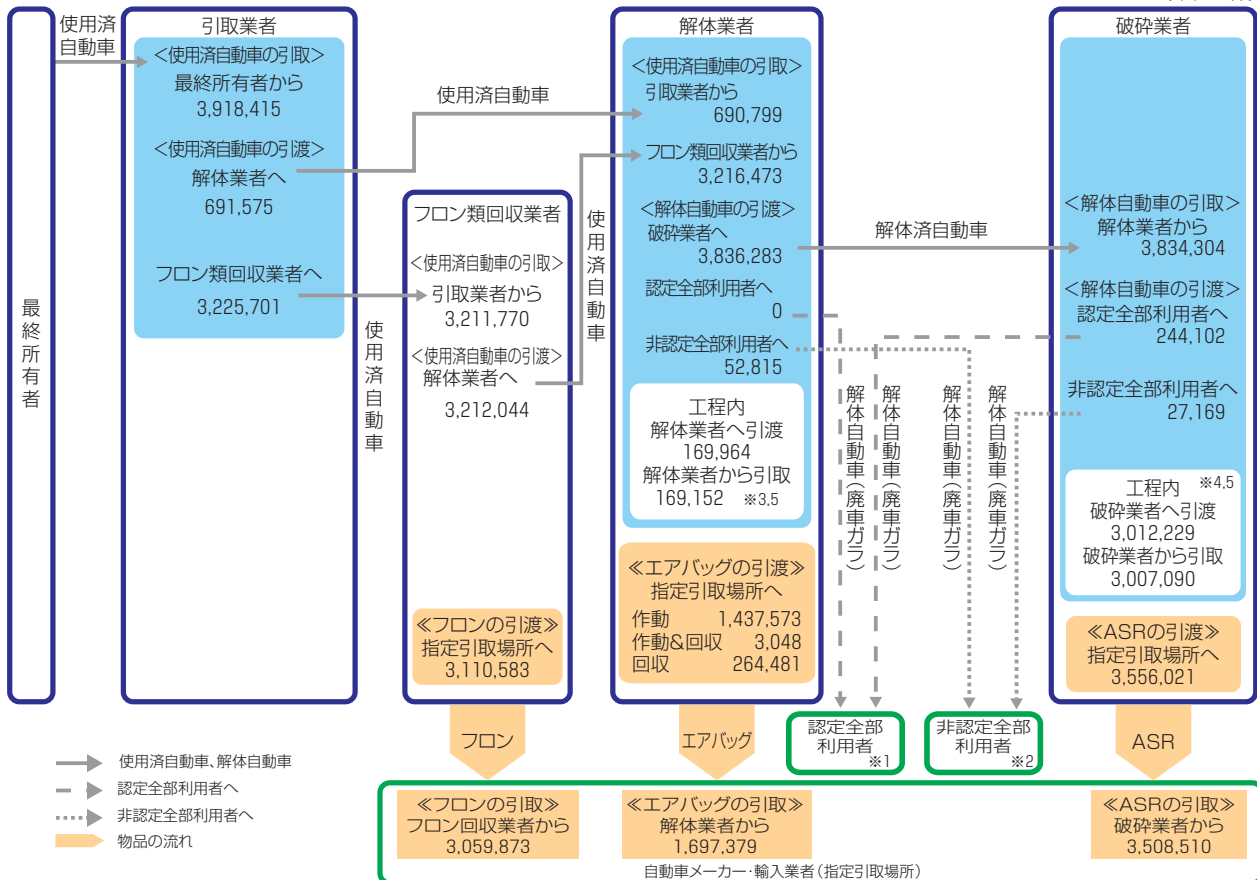 使用済
自動車
引取業者
<使用済自動車の引取>
最終所有者から
3,918,415
<使用済自動車の引渡>
解体業者へ
691,575
フロン類回収業者へ
3,225,701
最終所有者
使用済自動車
使用済自動車
フロン類回収業者
<使用済自動車の引取>
引取業者から
3,211,770
<使用済自動車の引渡>
解体業者へ
3,212,044
≪フロンの引渡≫
指定引取場所へ
3,110,583
使用済自動車
解体業者
<使用済自動車の引取>
引取業者から
690,799
フロン類回収業者から
3,216,473
<解体自動車の引渡>
破砕業者へ
3,836,283
認定全部利用者へ
0
非認定全部利用者へ
52,815
工程内
解体業者へ引渡
169,964
解体業者から引取
169,152 ※3,5
≪エアバッグの引渡≫
指定引取場所へ
作動 1,437,573
作動&回収 3,048
回収 264,481
解体済自動車
解体自動車(廃車ガラ)
解体自動車(廃車ガラ)
解体自動車(廃車ガラ)
解体自動車(廃車ガラ)
破砕業者
<解体自動車の引取>
解体業者から
3,834,304
<解体自動車の引渡>
認定全部利用者へ
244,102
非認定全部利用者へ
27,169
工程内 ※4,5
破砕業者へ引渡
3,012,229
破砕業者から引取
3,007,090
≪ASRの引渡≫
指定引取場所へ
3,556,021
フロン
エアバッグ
認定全部
利用者
※1
非認定全部
利用者
※2
ASR
使用済自動車、解体自動車
認定全部利用者へ
非認定全部利用者へ
物品の流れ
≪フロンの引取≫
フロン回収業者から
3,059,873
≪エアバッグの引取≫
解体業者から
1,697,379
≪ASRの引取≫
破砕業者から
3,508,510
自動車メーカー・輸入業者(指定引取場所)